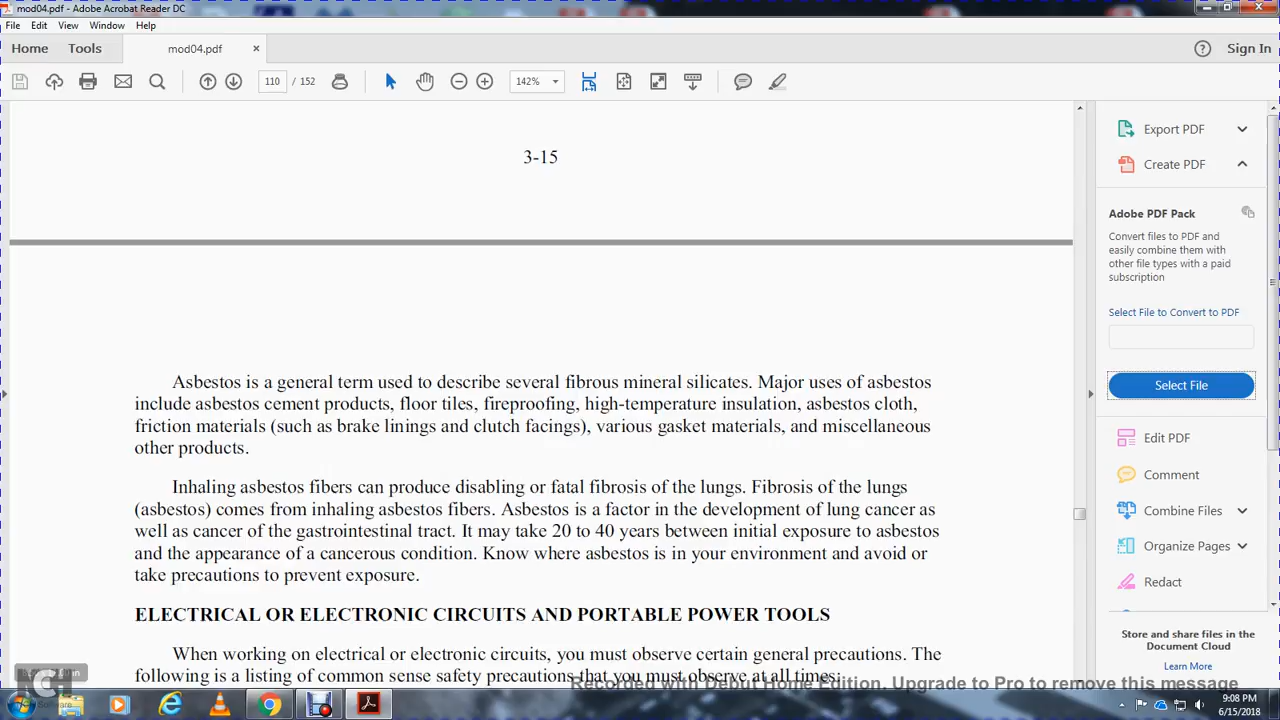 mod04.pdf - Adobe Acrobat Reader DC
File Edit View Window Help
Home Tools mod04.pdf × ? Sign In
110 / 152 142%
3-15
Asbestos is a general term used to describe several fibrous mineral silicates. Major uses of asbestos
include asbestos cement products, floor tiles, fireproofing, high-temperature insulation, asbestos cloth,
friction materials (such as brake linings and clutch facings), various gasket materials, and miscellaneous
other products.
Inhaling asbestos fibers can produce disabling or fatal fibrosis of the lungs. Fibrosis of the lungs
(asbestos) comes from inhaling asbestos fibers. Asbestos is a factor in the development of lung cancer as
well as cancer of the gastrointestinal tract. It may take 20 to 40 years between initial exposure to asbestos
and the appearance of a cancerous condition. Know where asbestos is in your environment and avoid or
take precautions to prevent exposure.
ELECTRICAL OR ELECTRONIC CIRCUITS AND PORTABLE POWER TOOLS
When working on electrical or electronic circuits, you must observe certain general precautions. The
following is a listing of common sense safety precautions that you must observe at all times:
Export PDF
Create PDF
Adobe PDF Pack
Convert files to PDF and
easily combine them with
other file types with a paid
subscription
Select File to Convert to PDF
Select File
Edit PDF
Comment
Combine Files
Organize Pages
Redact
Store and share files in the
Document Cloud
Learn More
NCH
Software
Recorded with Debut Home Edition. Upgrade to Pro to remove this message
9:08 PM
6/15/2018